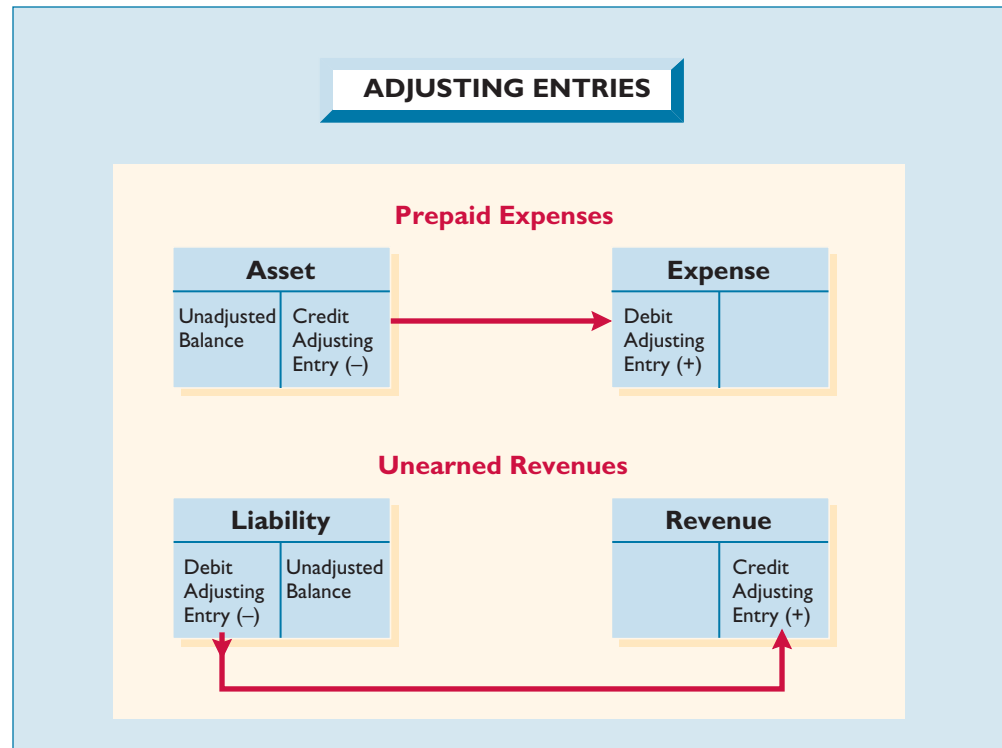 ADJUSTING ENTRIES
Prepaid Expenses
Asset
Unadjusted
Balance
Credit
Adjusting
Entry (–)
Expense
Debit
Adjusting
Entry (+)
Unearned Revenues
Liability
Debit
Adjusting
Entry (–)
Unadjusted
Balance
Revenue
Credit
Adjusting
Entry (+)